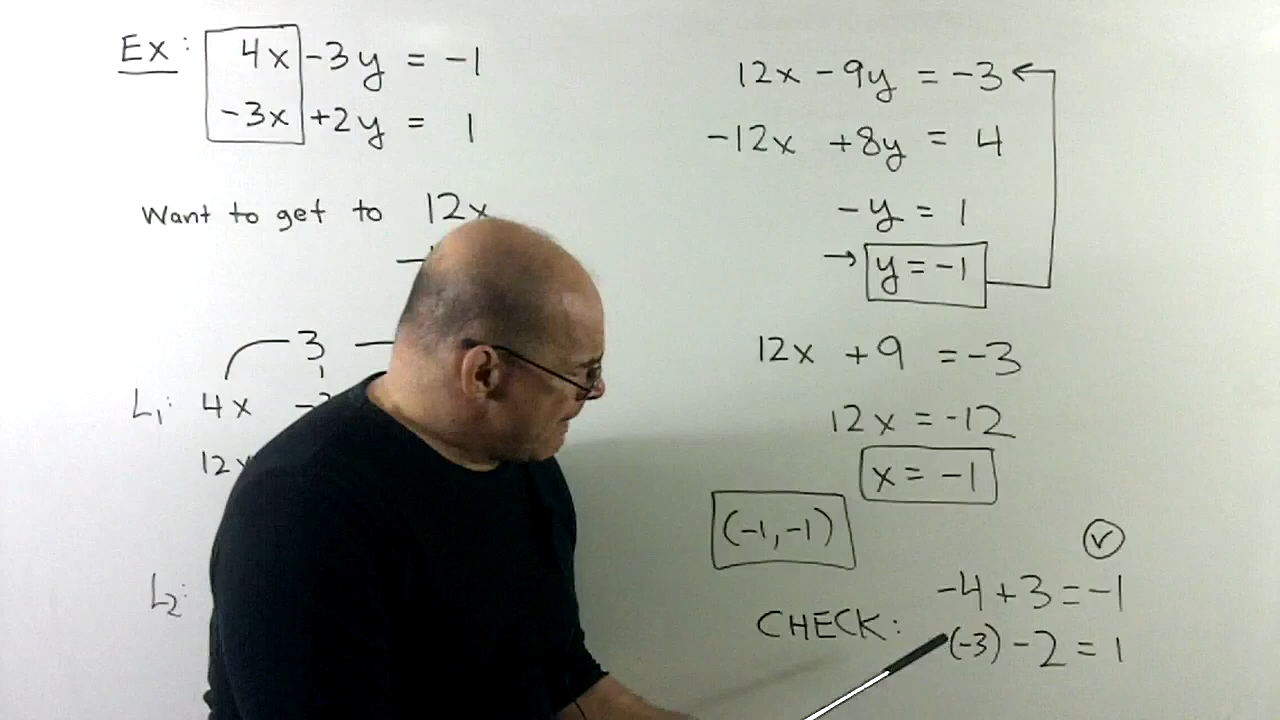 Ex: 4x -3y = -1
-3x +2y = 1
Want to get to 12x
3
L1: 4x
12x
L2:
12x - 9y = -3
-12x +8y = 4
-y = 1
→ y = -1
12x + 9 = -3
12x = -12
x = -1
(-1,-1)
✓
-4 + 3 = -1
CHECK: (-3) - 2 = 1